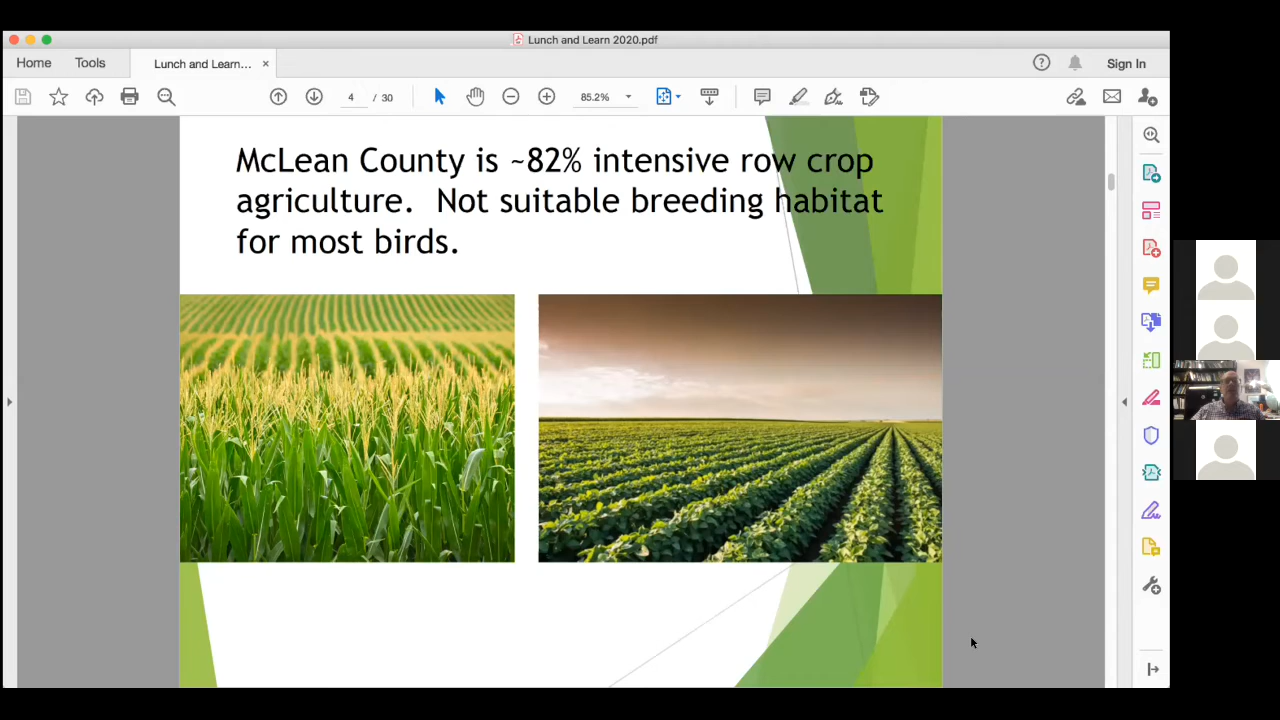 Lunch and Learn 2020.pdf
Home Tools Lunch and Learn... × Sign In
4 / 30 85.2%
McLean County is ~82% intensive row crop
agriculture. Not suitable breeding habitat
for most birds.